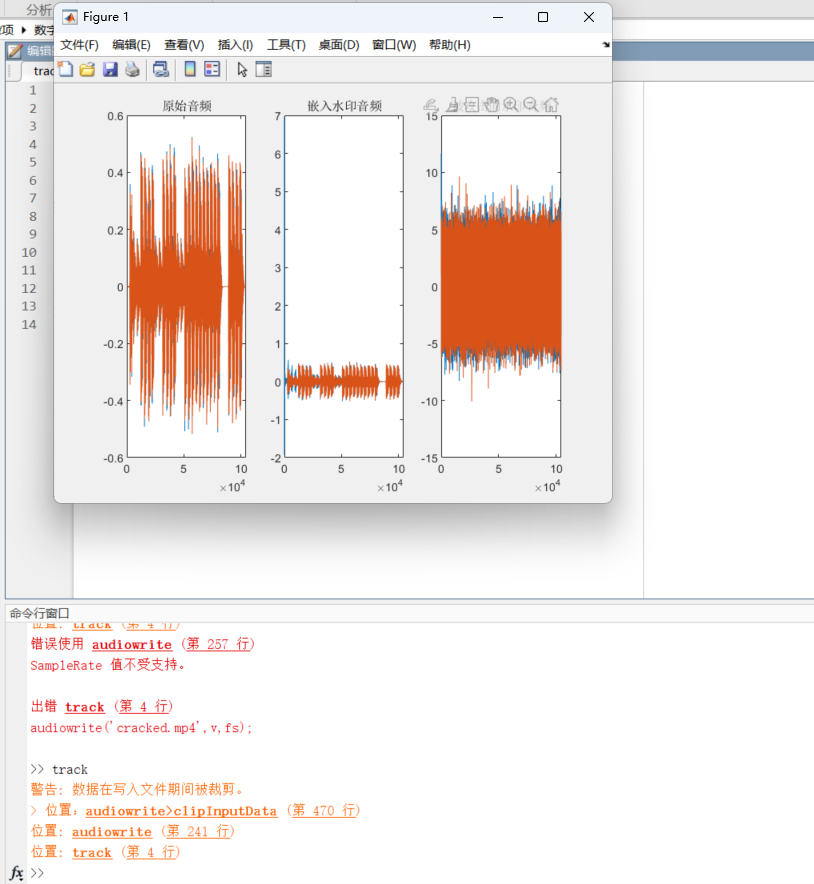 分析
Figure 1
项 数字
文件(F) 编辑(E) 查看(V) 插入(I) 工具(T) 桌面(D) 窗口(W) 帮助(H)
编辑
trac
1
2
3
4
5
6
7
8
9
10
11
12
13
14
原始音频
0.6
0.4
0.2
0
-0.2
-0.4
-0.6
0 5 10
×10⁴
嵌入水印音频
7
6
5
4
3
2
1
0
-1
-2
0 5 10
×10⁴
15
10
5
0
-5
-10
-15
0 5 10
×10⁴
命令行窗口
位置: track (第 4 行)
错误使用 audiowrite (第 257 行)
SampleRate 值不受支持。
出错 track (第 4 行)
audiowrite('cracked.mp4',v,fs);
>> track
警告: 数据在写入文件期间被裁剪。
> 位置: audiowrite>clipInputData (第 470 行)
位置: audiowrite (第 241 行)
位置: track (第 4 行)
fx >>